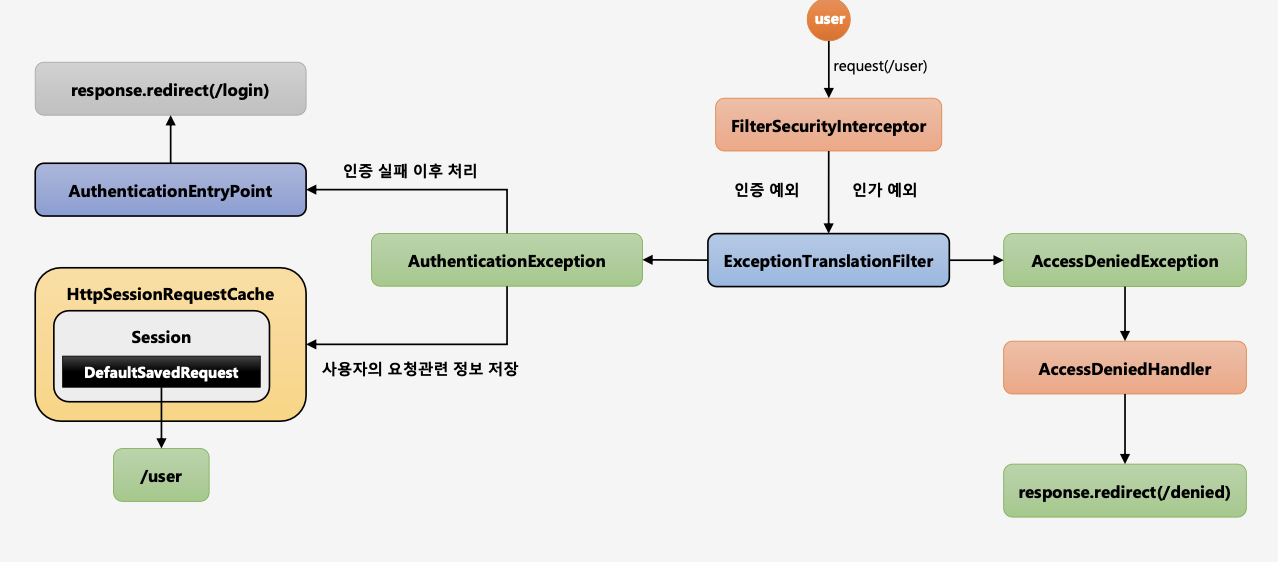 user
request(/user)
FilterSecurityInterceptor
인증 예외
인가 예외
ExceptionTranslationFilter
AuthenticationException
인증 실패 이후 처리
AuthenticationEntryPoint
response.redirect(/login)
사용자의 요청관련 정보 저장
HttpSessionRequestCache
Session
DefaultSavedRequest
/user
AccessDeniedException
AccessDeniedHandler
response.redirect(/denied)